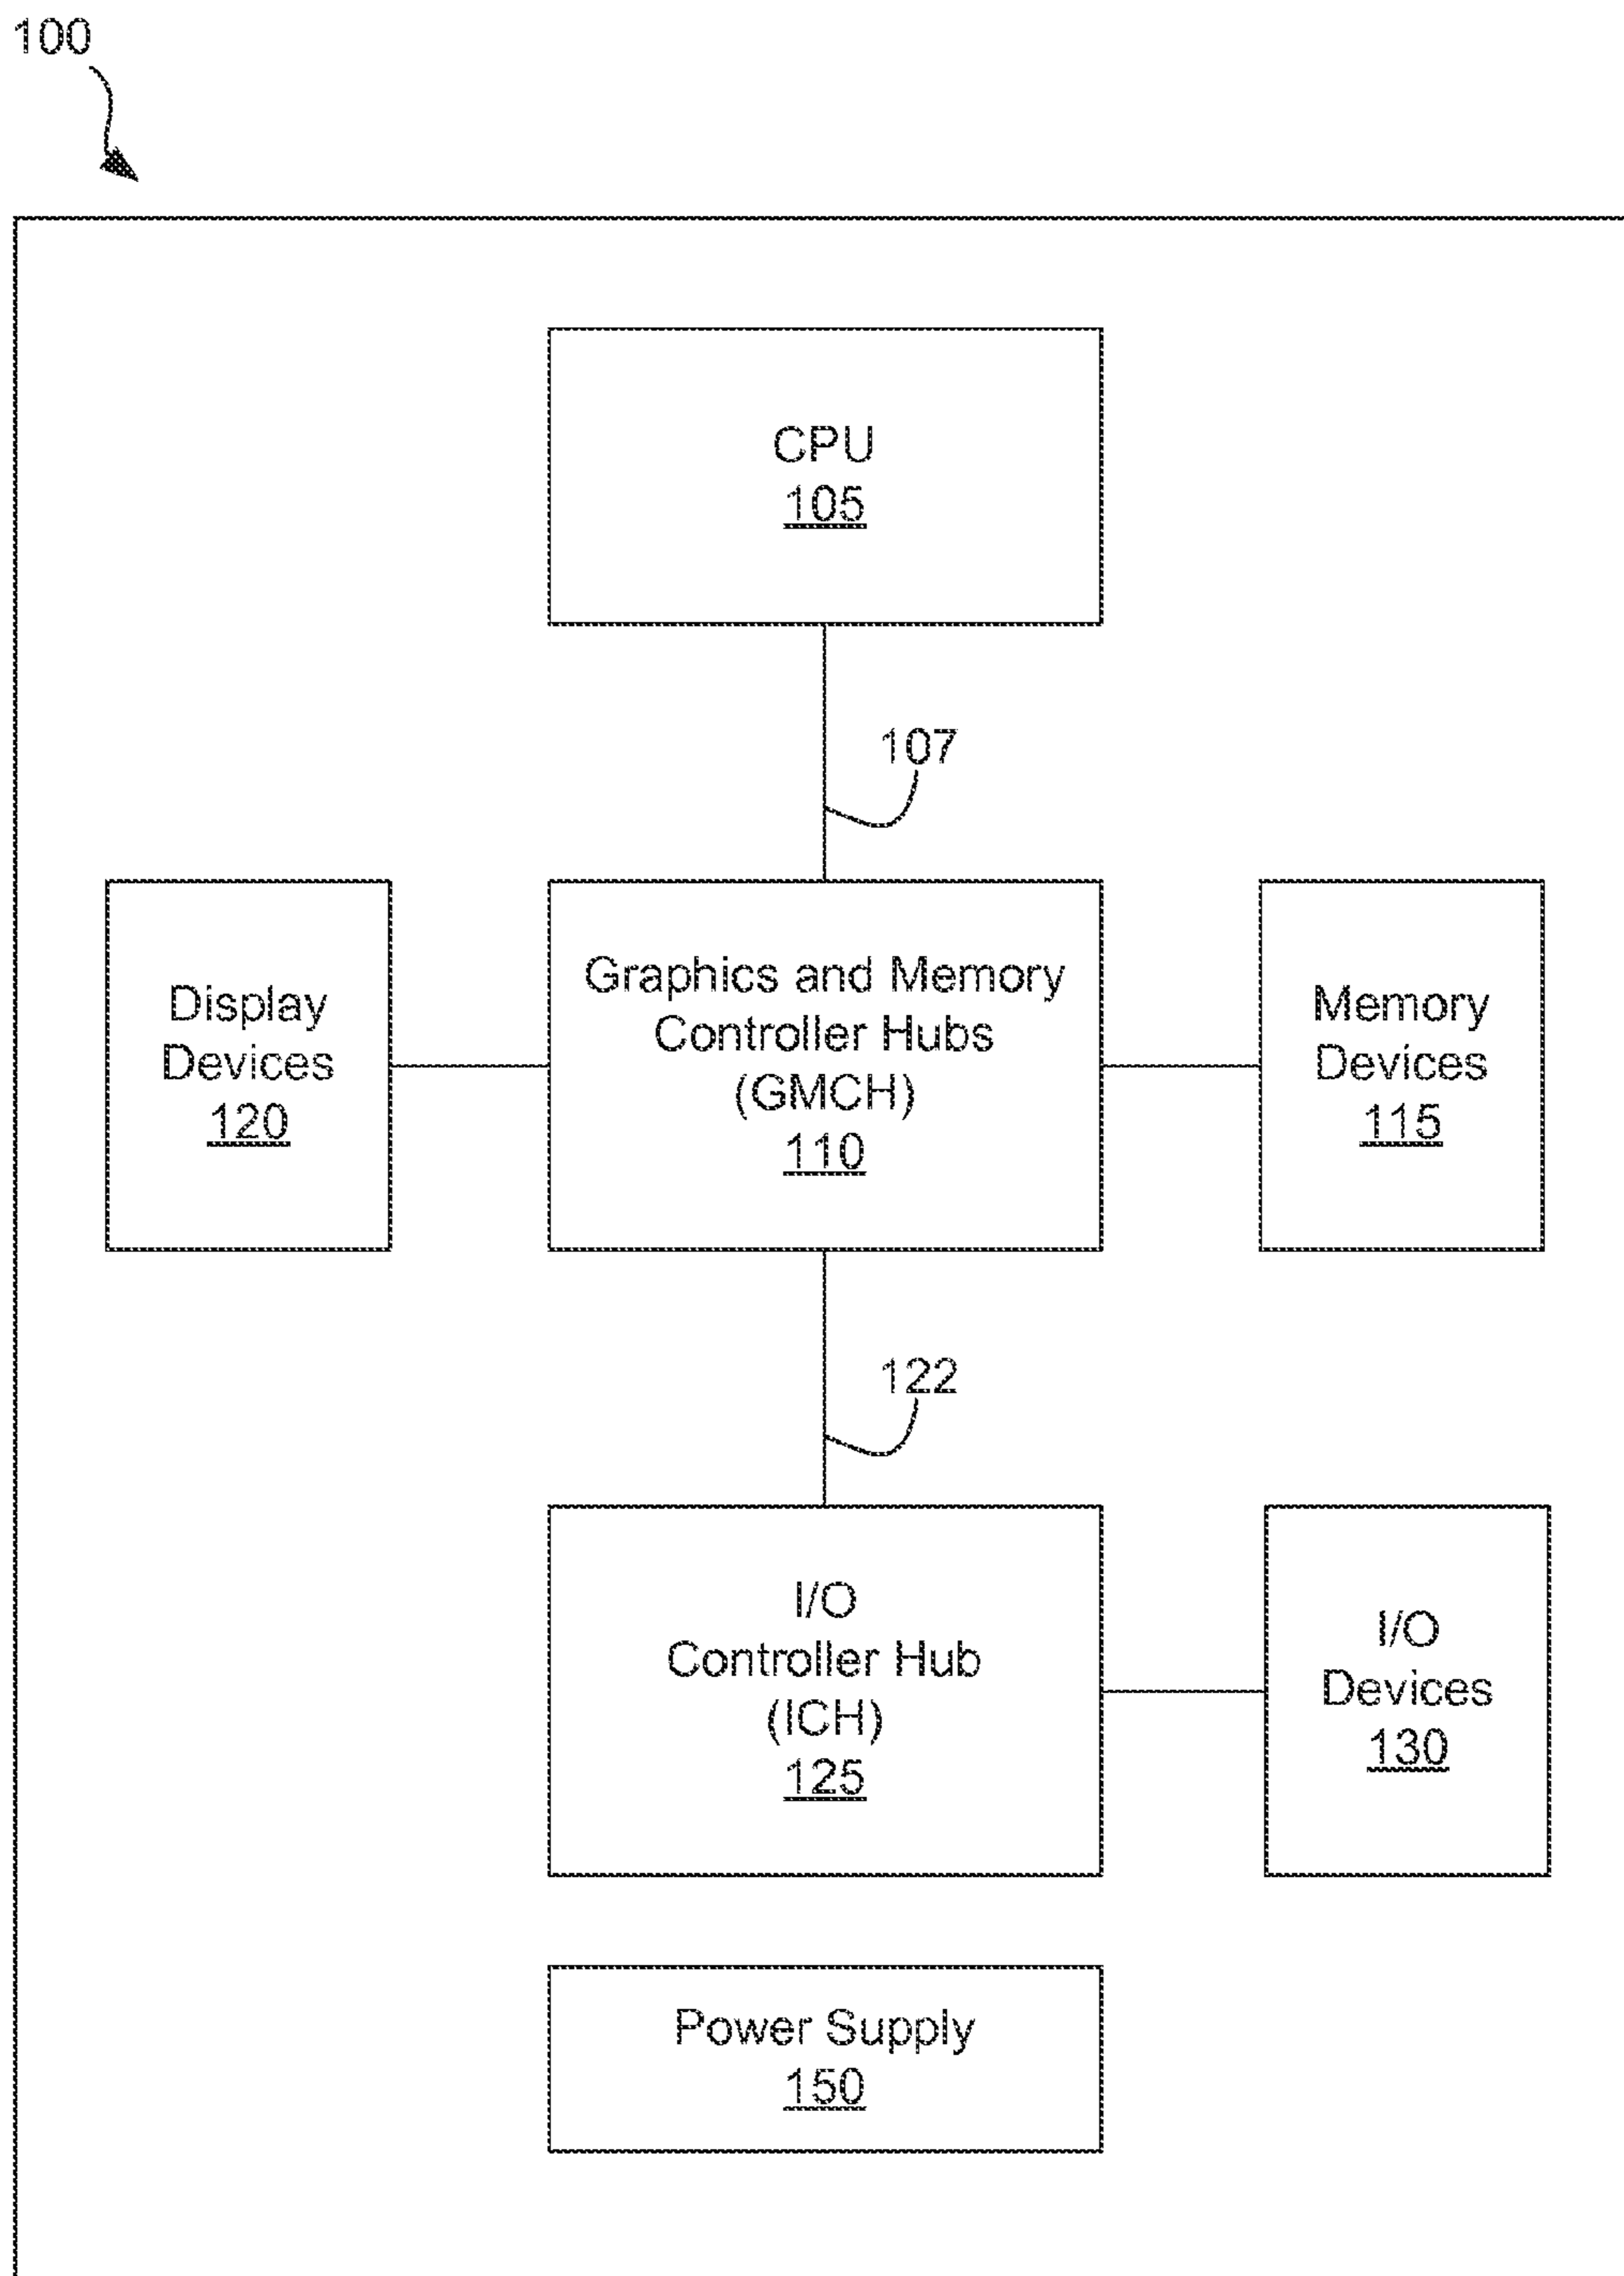 100
CPU
105
107
Display
Devices
120
Graphics and Memory
Controller Hubs
(GMCH)
110
Memory
Devices
115
122
I/O
Controller Hub
(ICH)
125
I/O
Devices
130
Power Supply
150